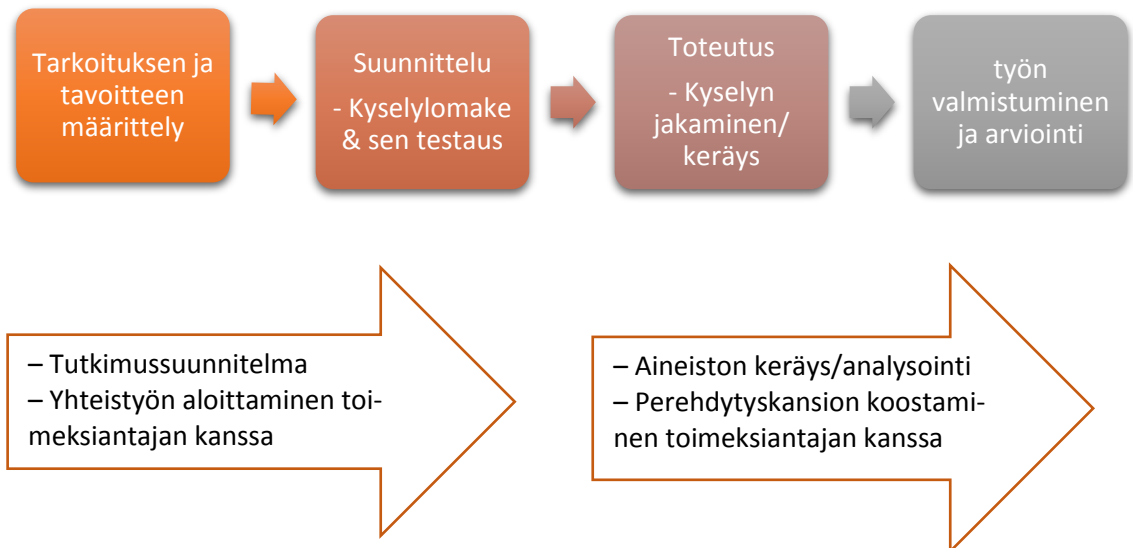 Tarkoituksen ja
tavoitteen
määrittely
Suunnittelu
- Kyselylomake
& sen testaus
Toteutus
- Kyselyn
jakaminen/
keräys
työn
valmistuminen
ja arviointi
– Tutkimussuunnitelma
– Yhteistyön aloittaminen toi-
meksiantajan kanssa
– Aineiston keräys/analysointi
– Perehdytyskansion koostami-
nen toimeksiantajan kanssa